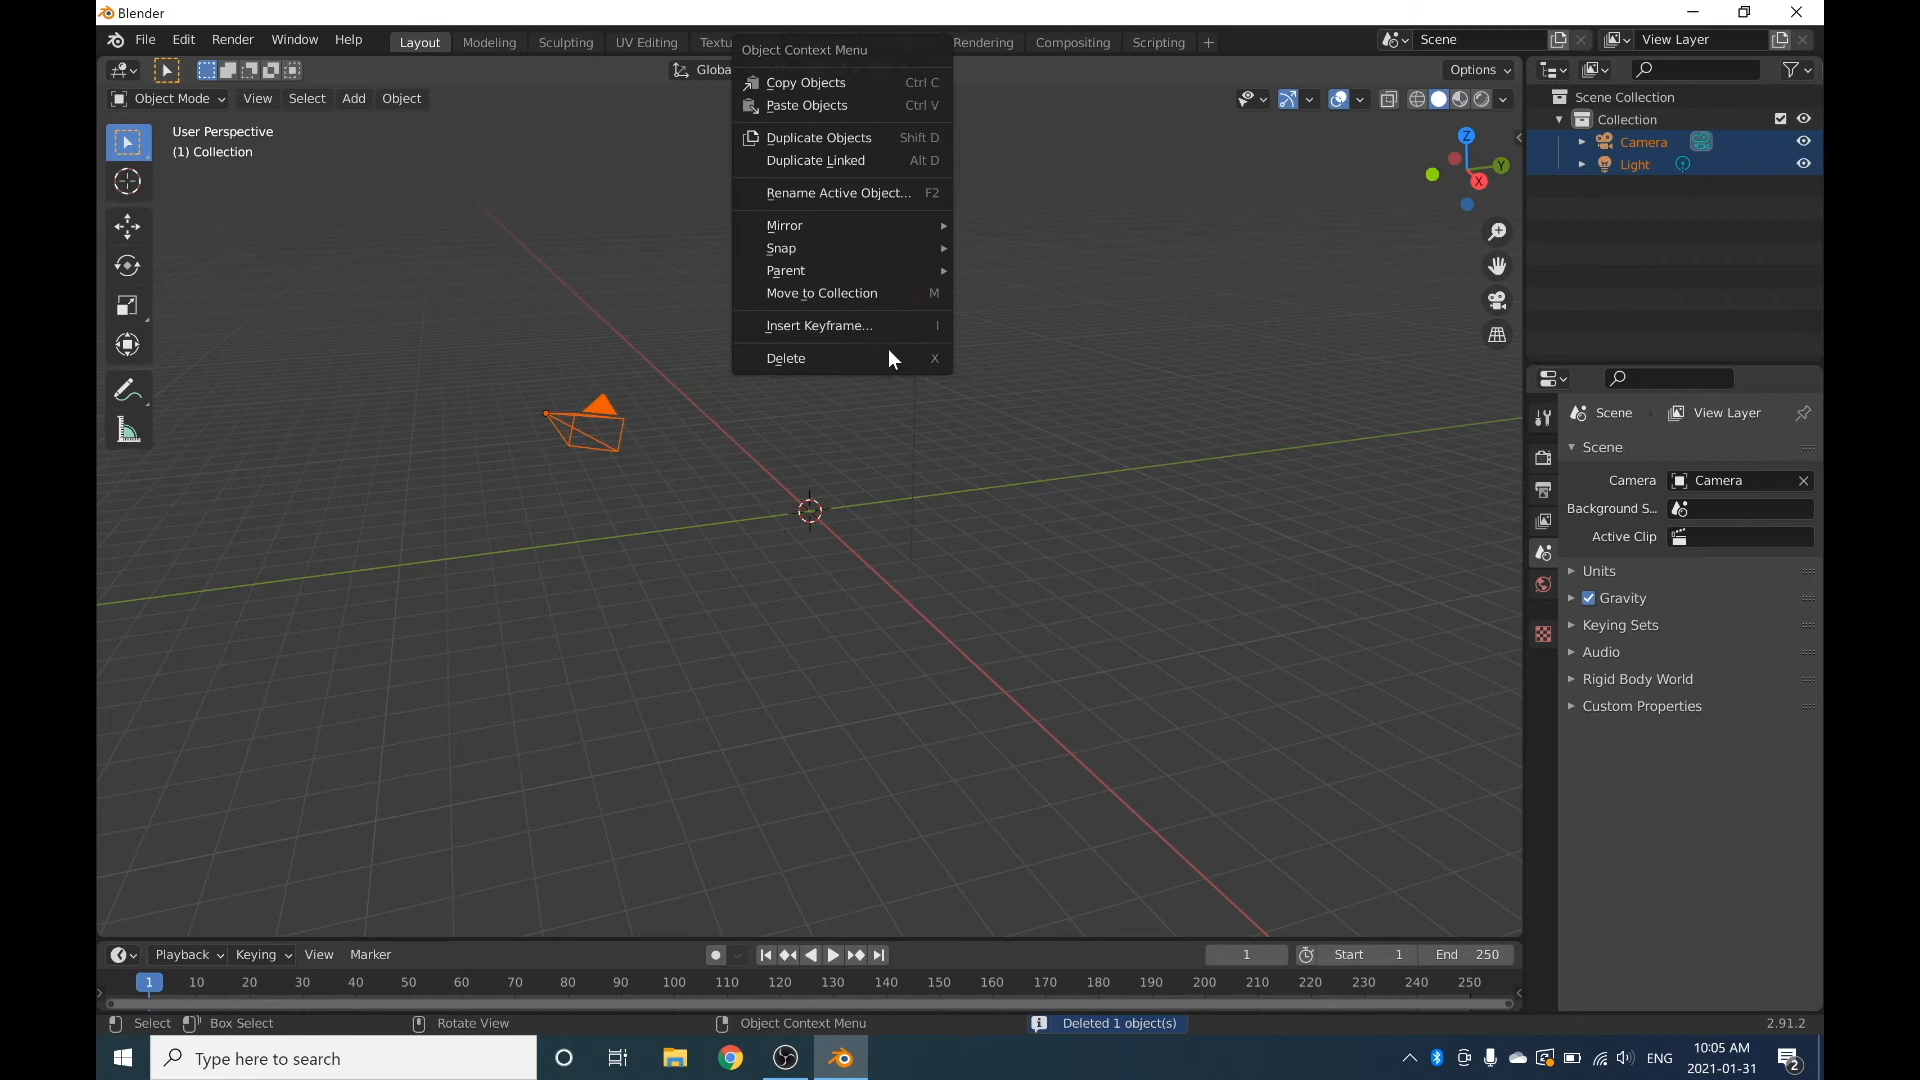 Blender
File Edit Render Window Help Layout Modeling Sculpting UV Editing Textu Rendering Compositing Scripting + Scene View Layer
Globa Options
Object Mode View Select Add Object
User Perspective
(1) Collection
Object Context Menu
Copy Objects Ctrl C
Paste Objects Ctrl V
Duplicate Objects Shift D
Duplicate Linked Alt D
Rename Active Object... F2
Mirror
Snap
Parent
Move to Collection M
Insert Keyframe... I
Delete X
Z
Y
X
Scene Collection
Collection
Camera
Light
Scene View Layer
Scene
Camera Camera
Background S...
Active Clip
Units
Gravity
Keying Sets
Audio
Rigid Body World
Custom Properties
Playback Keying View Marker 1 Start 1 End 250
1 10 20 30 40 50 60 70 80 90 100 110 120 130 140 150 160 170 180 190 200 210 220 230 240 250
Select Box Select Rotate View Object Context Menu Deleted 1 object(s) 2.91.2
Type here to search ENG 10:05 AM
2021-01-31 2